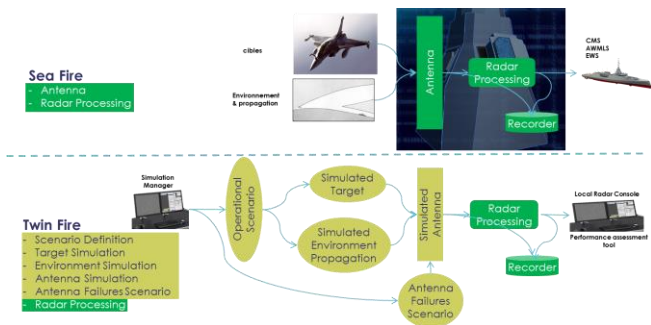 cibles
Environnement
& propagation
Antenna
Radar
Processing
Recorder
CMS
AWMLS
EWS
Sea Fire
- Antenna
- Radar Processing
Simulation
Manager
Operational
Scenario
Simulated
Target
Simulated
Environment
Propagation
Simulated
Antenna
Radar
Processing
Recorder
Local Radar Console
Performance assessment
tool
Antenna
Failures
Scenario
Twin Fire
- Scenario Definition
- Target Simulation
- Environment Simulation
- Antenna Simulation
- Antenna Failures Scenario
- Radar Processing